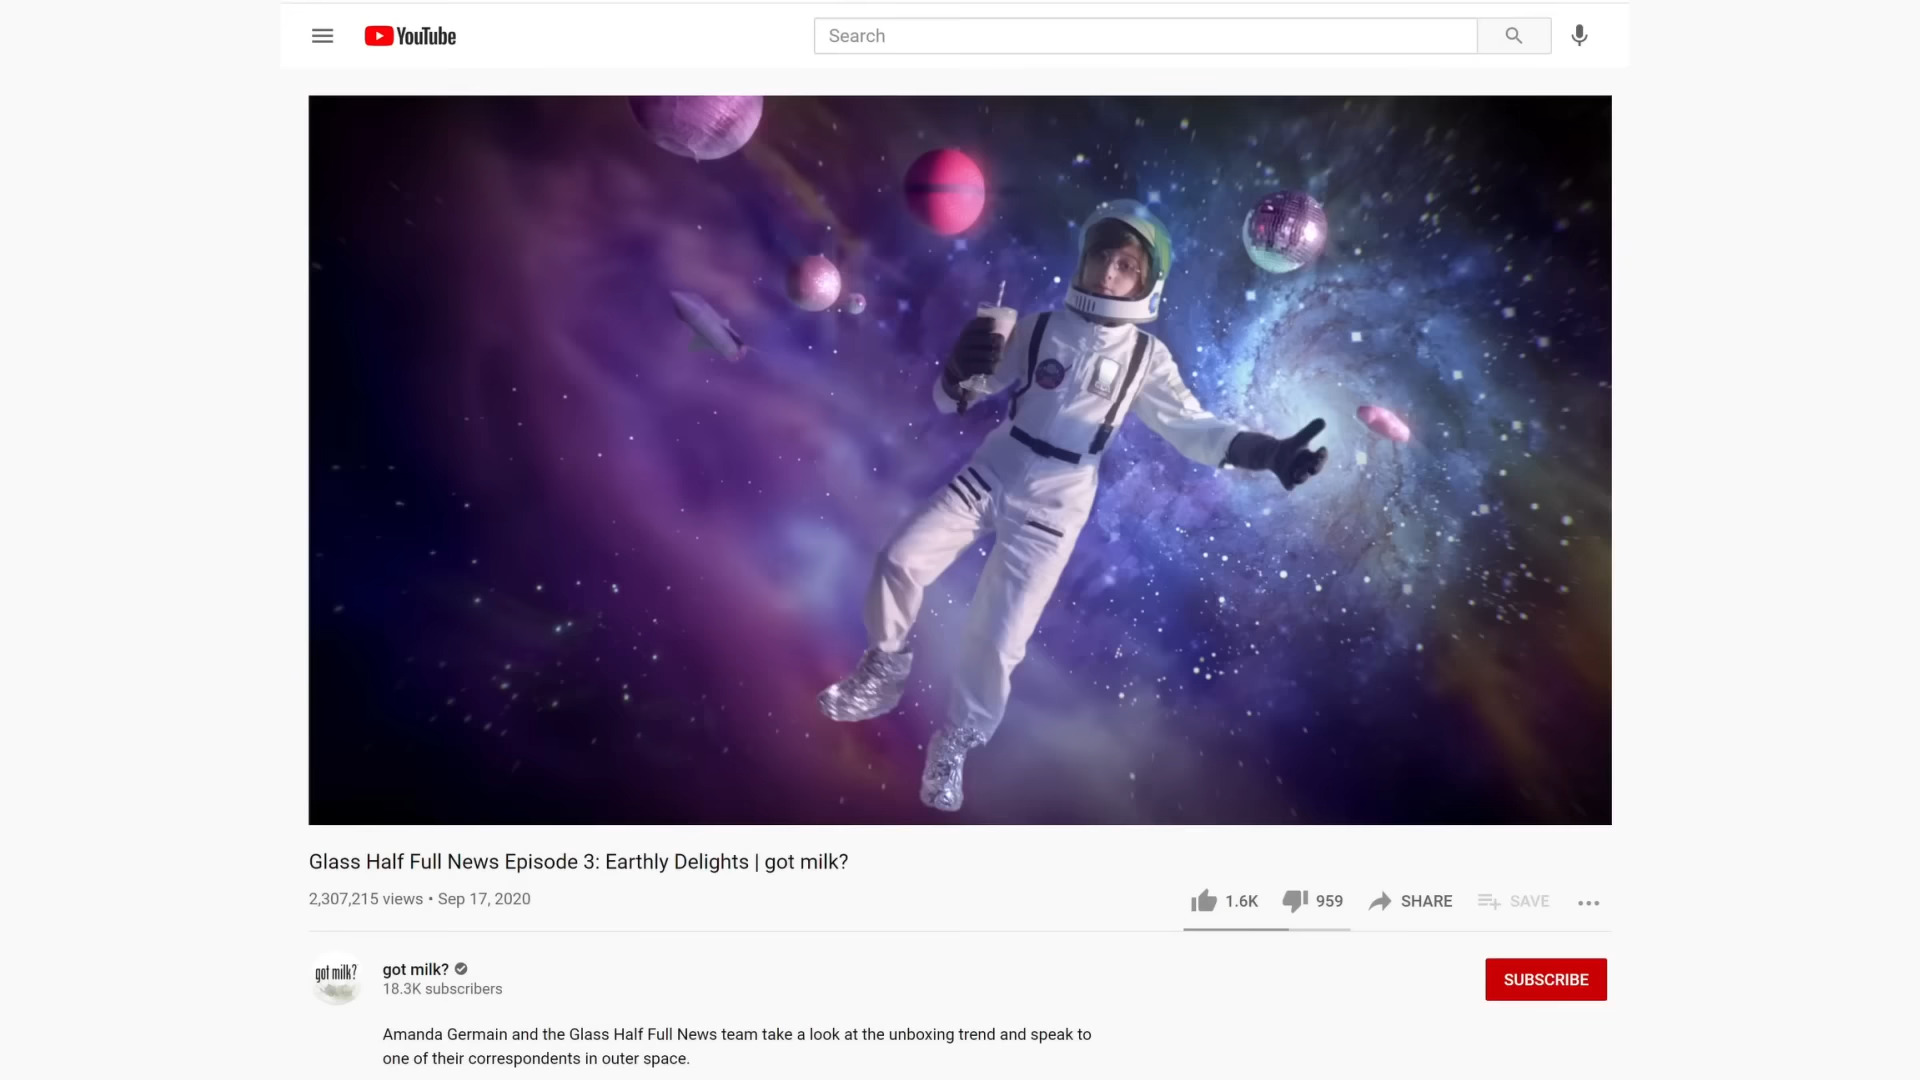 YouTube
Search
Glass Half Full News Episode 3: Earthly Delights | got milk?
2,307,215 views • Sep 17, 2020
1.6K 959 SHARE SAVE
got milk?
got milk?
18.3K subscribers
SUBSCRIBE
Amanda Germain and the Glass Half Full News team take a look at the unboxing trend and speak to
one of their correspondents in outer space.